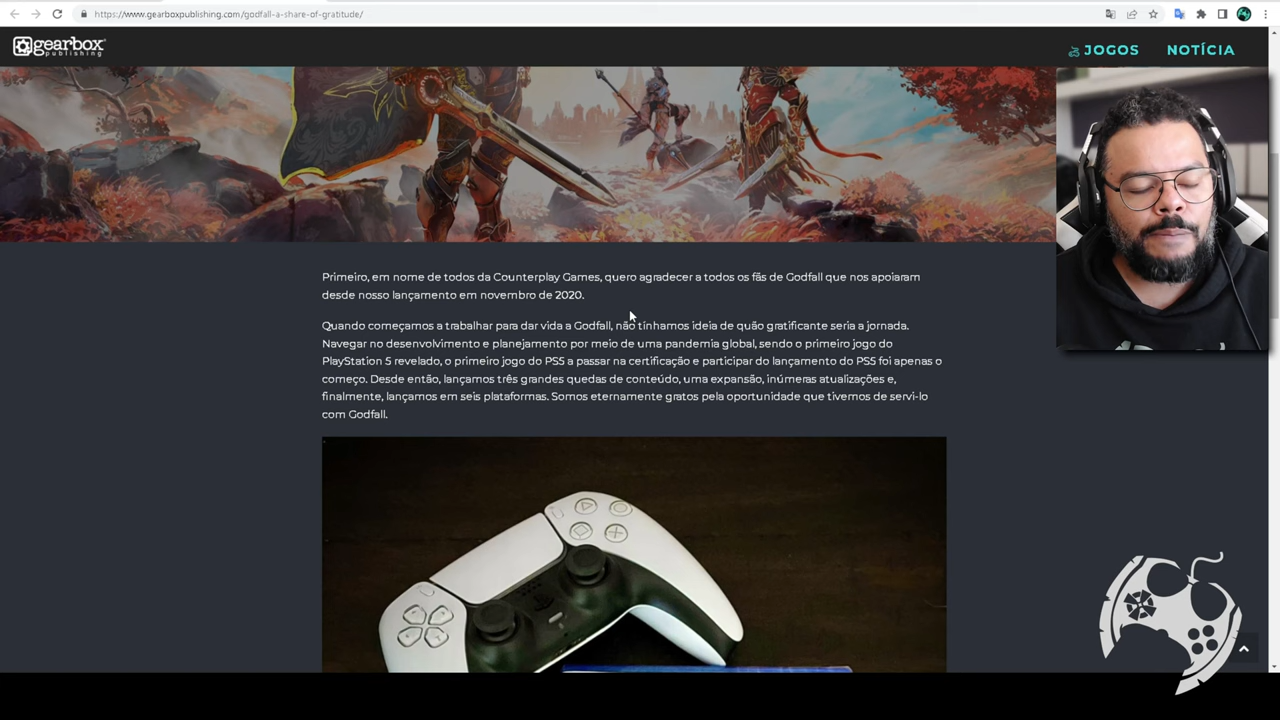 https://www.gearboxpublishing.com/godfall-a-share-of-gratitude/
gearbox
publishing
JOGOS
NOTÍCIA
Primeiro, em nome de todos da Counterplay Games, quero agradecer a todos os fãs de Godfall que nos apoiaram
desde nosso lançamento em novembro de 2020.
Quando começamos a trabalhar para dar vida a Godfall, não tínhamos ideia de quão gratificante seria a jornada.
Navegar no desenvolvimento e planejamento por meio de uma pandemia global, sendo o primeiro jogo do
PlayStation 5 revelado, o primeiro jogo do PS5 a passar na certificação e participar do lançamento do PS5 foi apenas o
começo. Desde então, lançamos três grandes quedas de conteúdo, uma expansão, inúmeras atualizações e,
finalmente, lançamos em seis plataformas. Somos eternamente gratos pela oportunidade que tivemos de servi-lo
com Godfall.